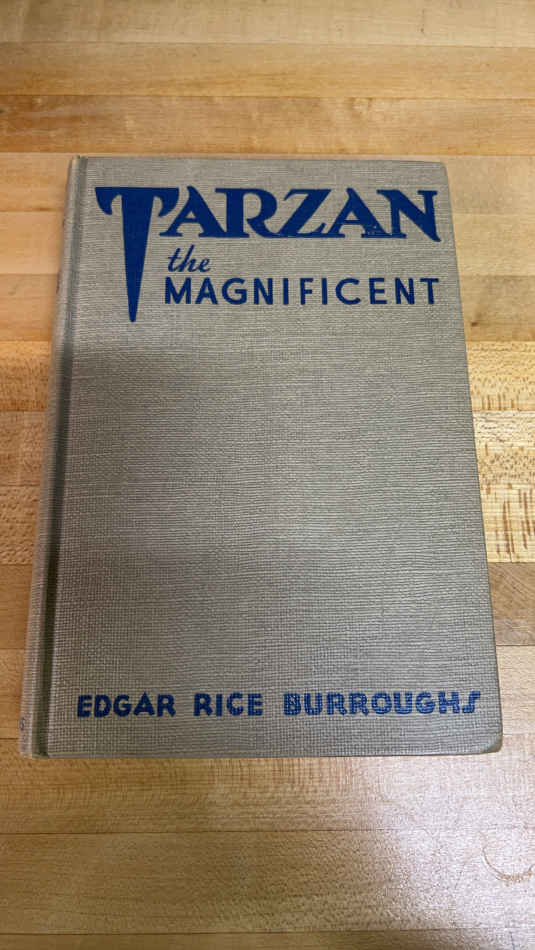 TARZAN
the
MAGNIFICENT
EDGAR RICE BURROUGHS